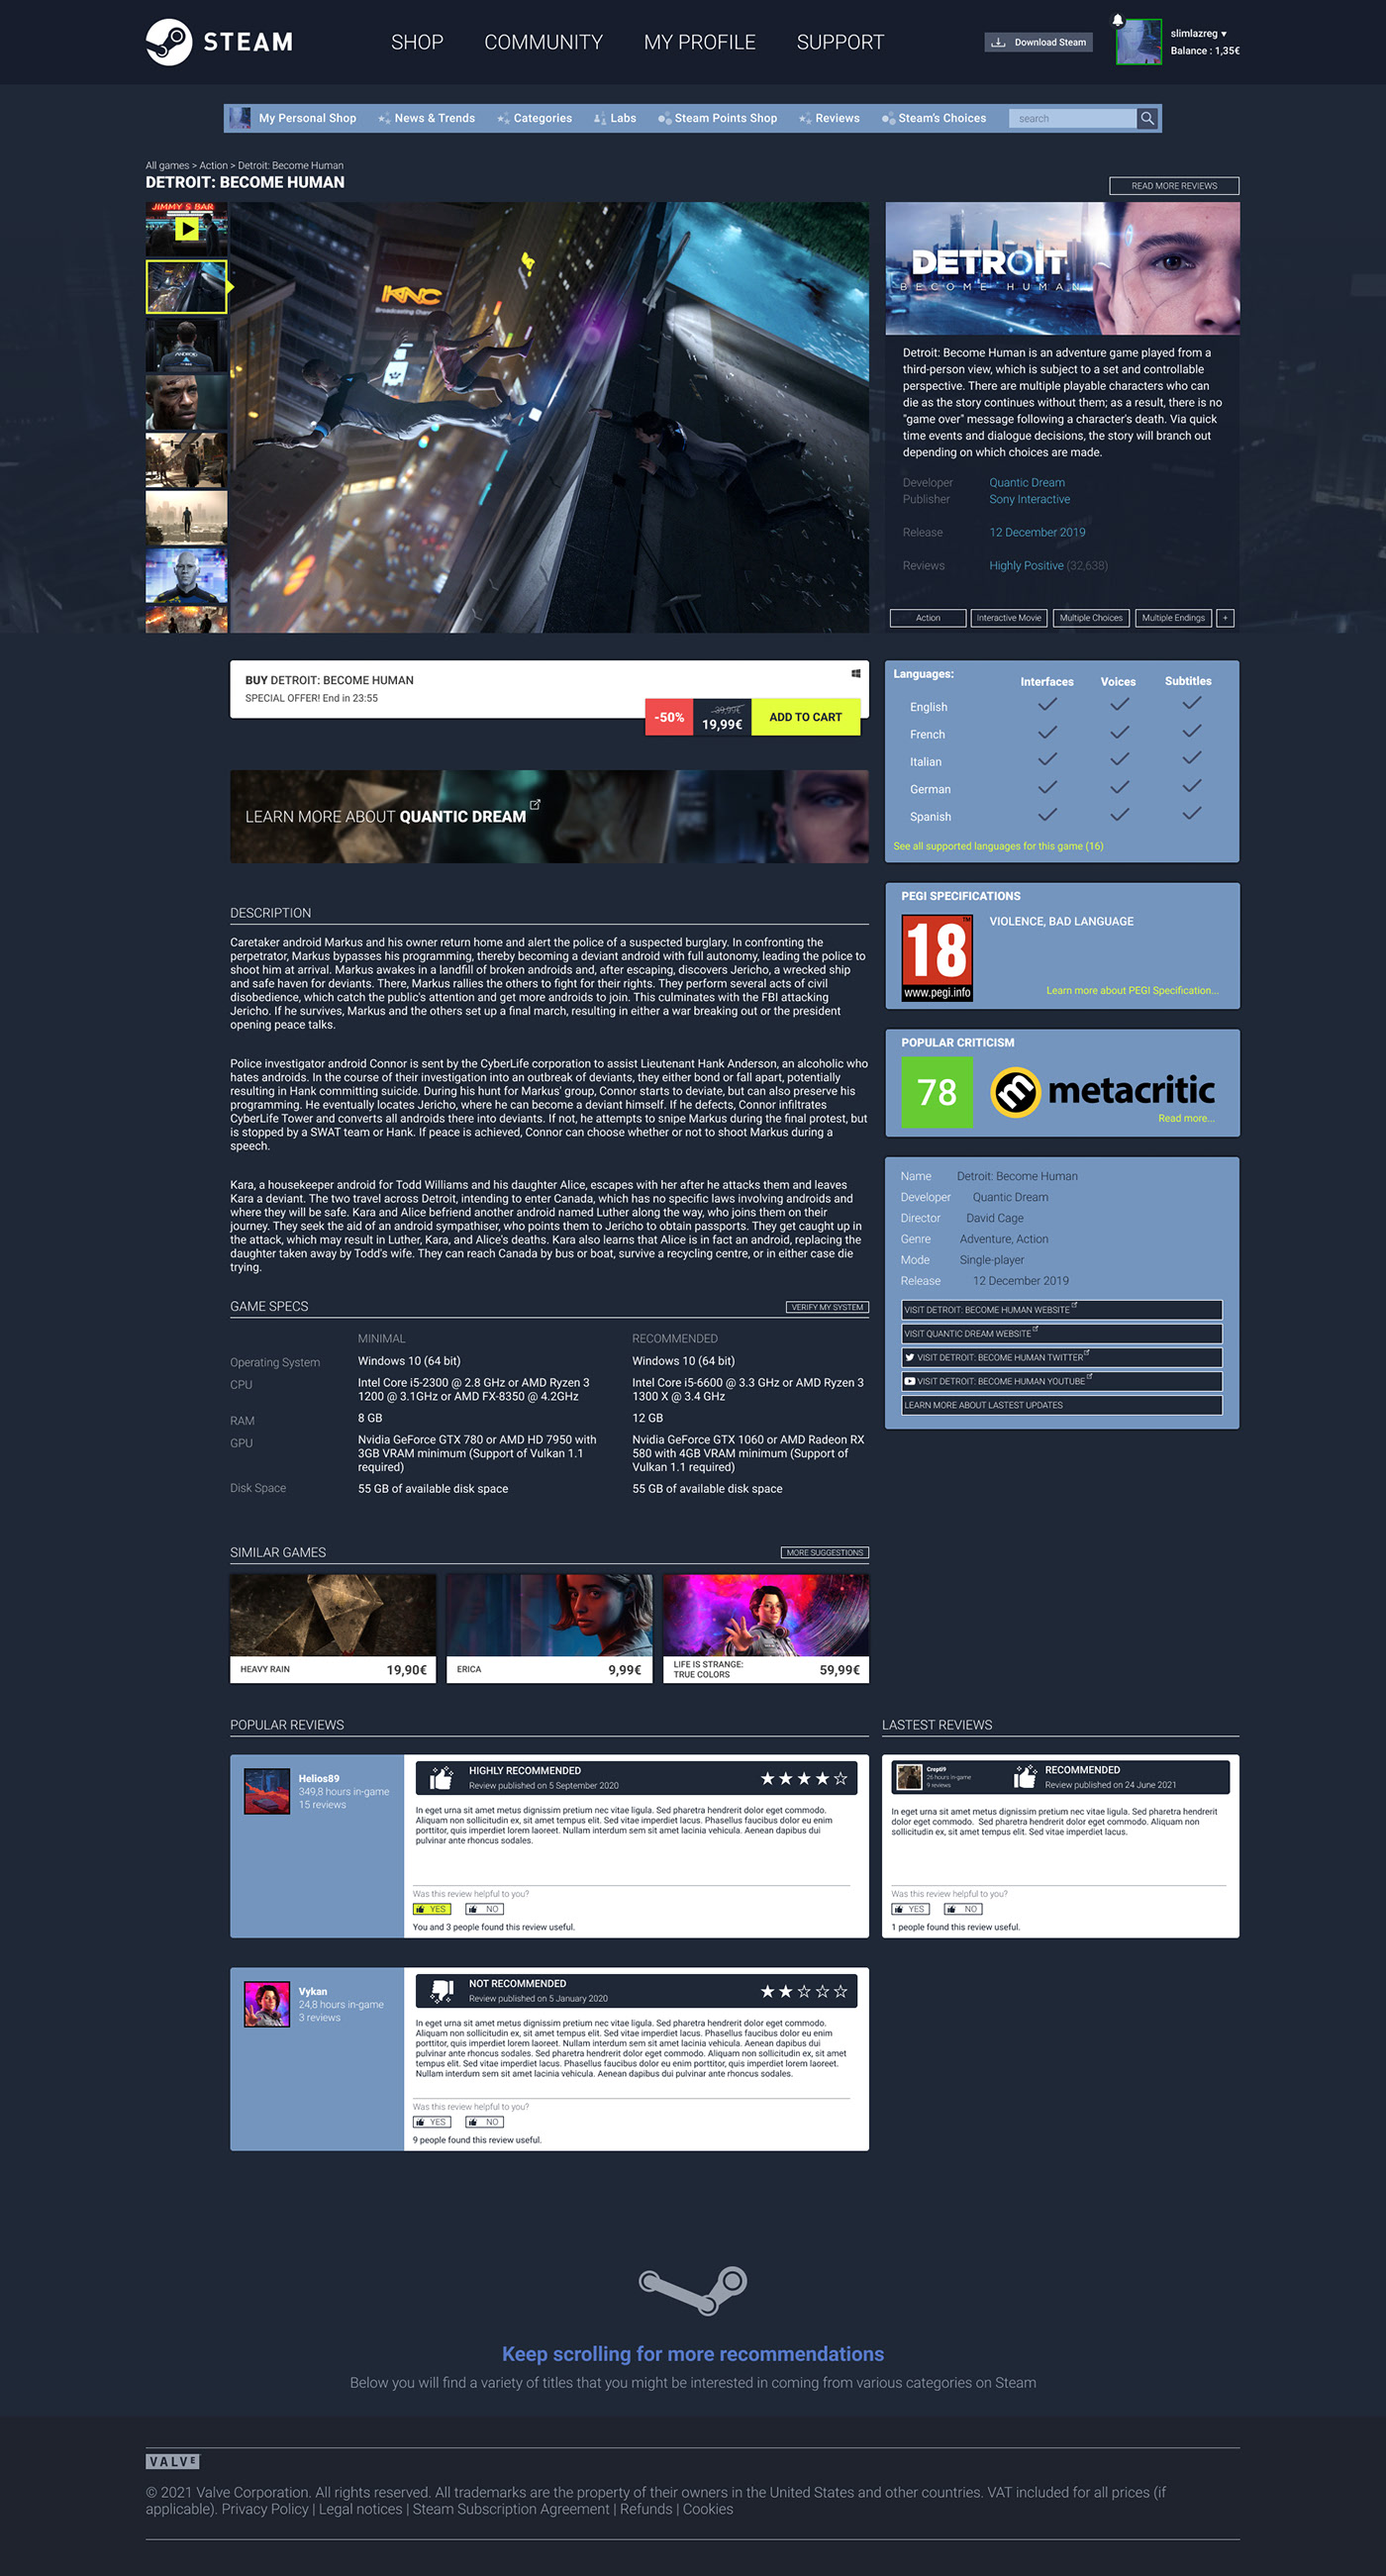 STEAM
SHOP
COMMUNITY
MY PROFILE
SUPPORT
Download Steam
slimlazreg ▾
Balance : 1,35€
My Personal Shop
News & Trends
Categories
Labs
Steam Points Shop
Reviews
Steam's Choices
search
All games > Action > Detroit: Become Human
DETROIT: BECOME HUMAN
READ MORE REVIEWS
JIMMY'S BAR
ANDROID
KNC
Broadcasting
DETROIT
BECOME HUMAN
Detroit: Become Human is an adventure game played from a
third-person view, which is subject to a set and controllable
perspective. There are multiple playable characters who can
die as the story continues without them; as a result, there is no
"game over" message following a character's death. Via quick
time events and dialogue decisions, the story will branch out
depending on which choices are made.
Developer Quantic Dream
Publisher Sony Interactive
Release 12 December 2019
Reviews Highly Positive (32,638)
Action
Interactive Movie
Multiple Choices
Multiple Endings
+
BUY DETROIT: BECOME HUMAN
SPECIAL OFFER! End in 23:55
-50%
39,99€
19,99€
ADD TO CART
LEARN MORE ABOUT QUANTIC DREAM
Languages:
Interfaces Voices Subtitles
English
French
Italian
German
Spanish
See all supported languages for this game (16)
PEGI SPECIFICATIONS
18
TM
www.pegi.info
VIOLENCE, BAD LANGUAGE
Learn more about PEGI Specification...
POPULAR CRITICISM
78
metacritic
Read more...
Name Detroit: Become Human
Developer Quantic Dream
Director David Cage
Genre Adventure, Action
Mode Single-player
Release 12 December 2019
VISIT DETROIT: BECOME HUMAN WEBSITE
VISIT QUANTIC DREAM WEBSITE
VISIT DETROIT: BECOME HUMAN TWITTER
VISIT DETROIT: BECOME HUMAN YOUTUBE
LEARN MORE ABOUT LASTEST UPDATES
DESCRIPTION
Caretaker android Markus and his owner return home and alert the police of a suspected burglary. In confronting the
perpetrator, Markus bypasses his programming, thereby becoming a deviant android with full autonomy, leading the police to
shoot him at arrival. Markus awakes in a landfill of broken androids and, after escaping, discovers Jericho, a wrecked ship
and safe haven for deviants. There, Markus rallies the others to fight for their rights. They perform several acts of civil
disobedience, which catch the public's attention and get more androids to join. This culminates with the FBI attacking
Jericho. If he survives, Markus and the others set up a final march, resulting in either a war breaking out or the president
opening peace talks.
Police investigator android Connor is sent by the CyberLife corporation to assist Lieutenant Hank Anderson, an alcoholic who
hates androids. In the course of their investigation into an outbreak of deviants, they either bond or fall apart, potentially
resulting in Hank committing suicide. During his hunt for Markus' group, Connor starts to deviate, but can also preserve his
programming. He eventually locates Jericho, where he can become a deviant himself. If he defects, Connor infiltrates
CyberLife Tower and converts all androids there into deviants. If not, he attempts to snipe Markus during the final protest, but
is stopped by a SWAT team or Hank. If peace is achieved, Connor can choose whether or not to shoot Markus during a
speech.
Kara, a housekeeper android for Todd Williams and his daughter Alice, escapes with her after he attacks them and leaves
Kara a deviant. The two travel across Detroit, intending to enter Canada, which has no specific laws involving androids and
where they will be safe. Kara and Alice befriend another android named Luther along the way, who joins them on their
journey. They seek the aid of an android sympathiser, who points them to Jericho to obtain passports. They get caught up in
the attack, which may result in Luther, Kara, and Alice's deaths. Kara also learns that Alice is in fact an android, replacing the
daughter taken away by Todd's wife. They can reach Canada by bus or boat, survive a recycling centre, or in either case die
trying.
GAME SPECS
VERIFY MY SYSTEM
MINIMAL RECOMMENDED
Operating System Windows 10 (64 bit) Windows 10 (64 bit)
CPU Intel Core i5-2300 @ 2.8 GHz or AMD Ryzen 3 Intel Core i5-6600 @ 3.3 GHz or AMD Ryzen 3
1200 @ 3.1GHz or AMD FX-8350 @ 4.2GHz 1300 X @ 3.4 GHz
RAM 8 GB 12 GB
GPU Nvidia GeForce GTX 780 or AMD HD 7950 with Nvidia GeForce GTX 1060 or AMD Radeon RX
3GB VRAM minimum (Support of Vulkan 1.1 580 with 4GB VRAM minimum (Support of
required) Vulkan 1.1 required)
Disk Space 55 GB of available disk space 55 GB of available disk space
SIMILAR GAMES
MORE SUGGESTIONS
HEAVY RAIN 19,90€
ERICA 9,99€
LIFE IS STRANGE:
TRUE COLORS 59,99€
POPULAR REVIEWS
Helios89
349,8 hours in-game
15 reviews
HIGHLY RECOMMENDED
Review published on 5 September 2020
In eget urna sit amet metus dignissim pretium nec vitae ligula. Sed pharetra hendrerit dolor eget commodo.
Aliquam non sollicitudin ex, sit amet tempus elit. Sed vitae imperdiet lacus. Phasellus faucibus dolor eu enim
porttitor, quis imperdiet lorem laoreet. Nullam interdum sem sit amet lacinia vehicula. Aenean dapibus dui
pulvinar ante rhoncus sodales.
Was this review helpful to you?
YES
NO
You and 3 people found this review useful.
LASTEST REVIEWS
Crepti9
26 hours in-game
9 reviews
RECOMMENDED
Review published on 24 June 2021
In eget urna sit amet metus dignissim pretium nec vitae ligula. Sed pharetra hendrerit
dolor eget commodo. Sed pharetra hendrerit dolor eget commodo. Aliquam non
sollicitudin ex, sit amet tempus elit. Sed vitae imperdiet lacus.
Was this review helpful to you?
YES
NO
1 people found this review useful.
Vykan
24,8 hours in-game
3 reviews
NOT RECOMMENDED
Review published on 5 January 2020
In eget urna sit amet metus dignissim pretium nec vitae ligula. Sed pharetra hendrerit dolor eget commodo.
Aliquam non sollicitudin ex, sit amet tempus elit. Sed vitae imperdiet lacus. Phasellus faucibus dolor eu enim
porttitor, quis imperdiet lorem laoreet. Nullam interdum sem sit amet lacinia vehicula. Aenean dapibus dui
pulvinar ante rhoncus sodales. Sed pharetra hendrerit dolor eget commodo. Aliquam non sollicitudin ex, sit amet
tempus elit. Sed vitae imperdiet lacus. Phasellus faucibus dolor eu enim porttitor, quis imperdiet lorem laoreet.
Nullam interdum sem sit amet lacinia vehicula. Aenean dapibus dui pulvinar ante rhoncus sodales.
Was this review helpful to you?
YES
NO
9 people found this review useful.
Keep scrolling for more recommendations
Below you will find a variety of titles that you might be interested in coming from various categories on Steam
VALVE
© 2021 Valve Corporation. All rights reserved. All trademarks are the property of their owners in the United States and other countries. VAT included for all prices (if
applicable). Privacy Policy | Legal notices | Steam Subscription Agreement | Refunds | Cookies